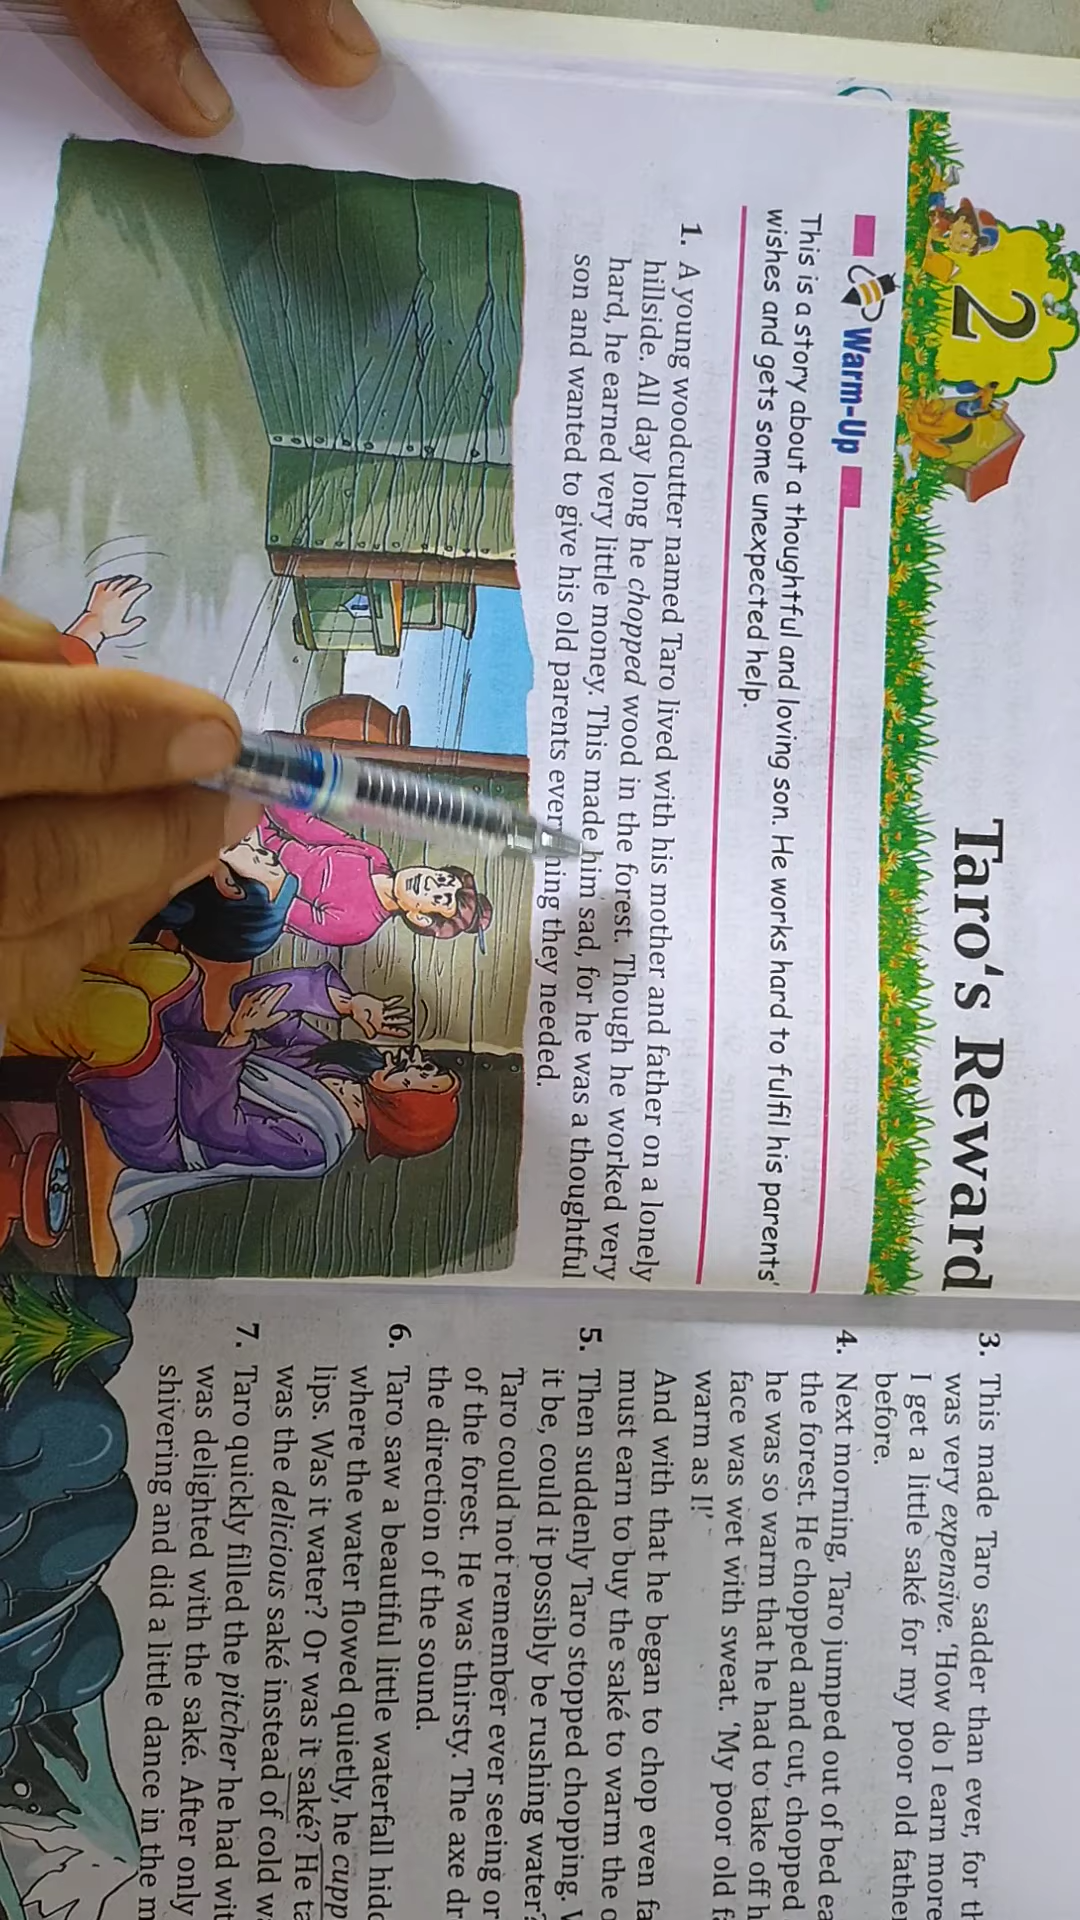 2
Taro's Reward
Warm-Up
This is a story about a thoughtful and loving son. He works hard to fulfil his parents'
wishes and gets some unexpected help.
1. A young woodcutter named Taro lived with his mother and father on a lonely
hillside. All day long he chopped wood in the forest. Though he worked very
hard, he earned very little money. This made him sad, for he was a thoughtful
son and wanted to give his old parents they needed.
3. This made Taro sadder than ever, for
was very expensive. 'How do I earn more
I get a little saké for my poor old
before.
4. Next morning, Taro jumped out of bed
the forest. He chopped and cut, chopped
he was so warm that he had to take off
face was wet with sweat. 'My poor old
warm as I!'
And with that he began to chop even
must earn to buy the saké to warm the
5. Then suddenly Taro stopped chopping.
it be, could it possibly be rushing water?
Taro could not remember ever seeing or
of the forest. He was thirsty. The axe
the direction of the sound.
6. Taro saw a beautiful little waterfall
where the water flowed quietly, he
lips. Was it water? Or was it saké? He
was the delicious saké instead of cold
7. Taro quickly filled the pitcher he had
was delighted with the saké. After only
shivering and did a little dance in the